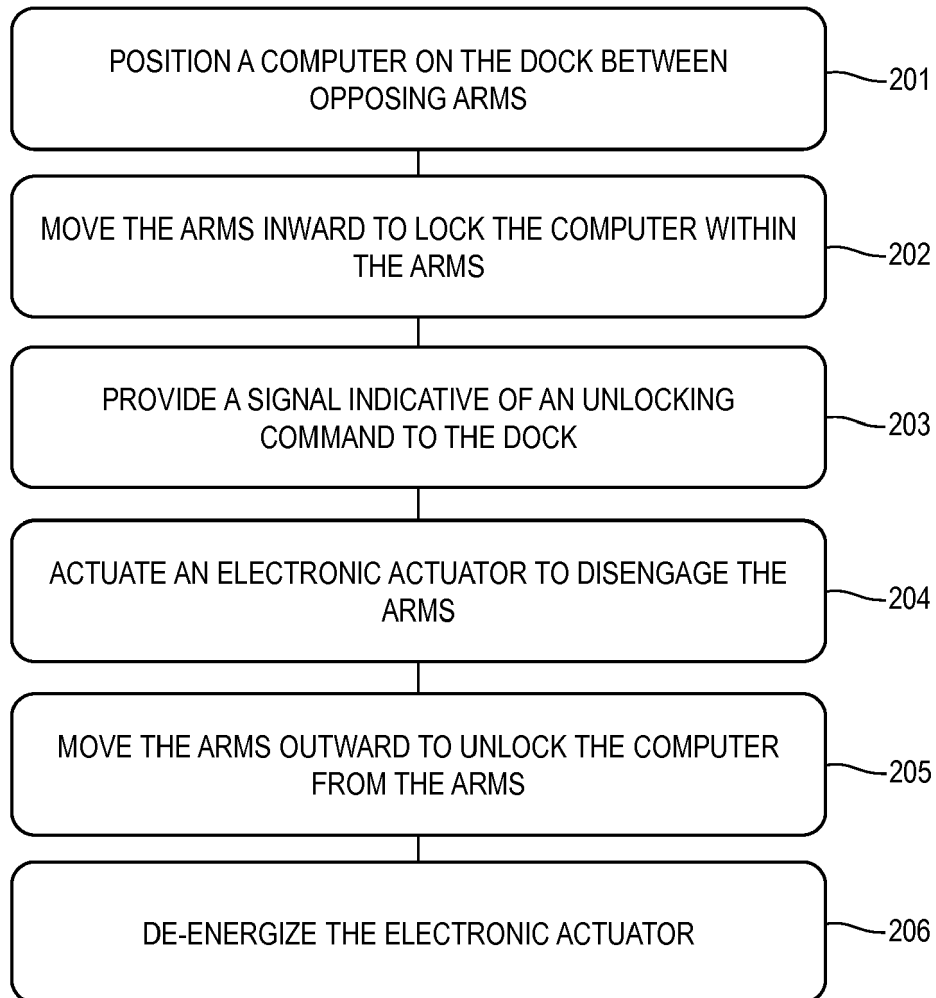 POSITION A COMPUTER ON THE DOCK BETWEEN
OPPOSING ARMS
201
MOVE THE ARMS INWARD TO LOCK THE COMPUTER WITHIN
THE ARMS
202
PROVIDE A SIGNAL INDICATIVE OF AN UNLOCKING
COMMAND TO THE DOCK
203
ACTUATE AN ELECTRONIC ACTUATOR TO DISENGAGE THE
ARMS
204
MOVE THE ARMS OUTWARD TO UNLOCK THE COMPUTER
FROM THE ARMS
205
DE-ENERGIZE THE ELECTRONIC ACTUATOR
206